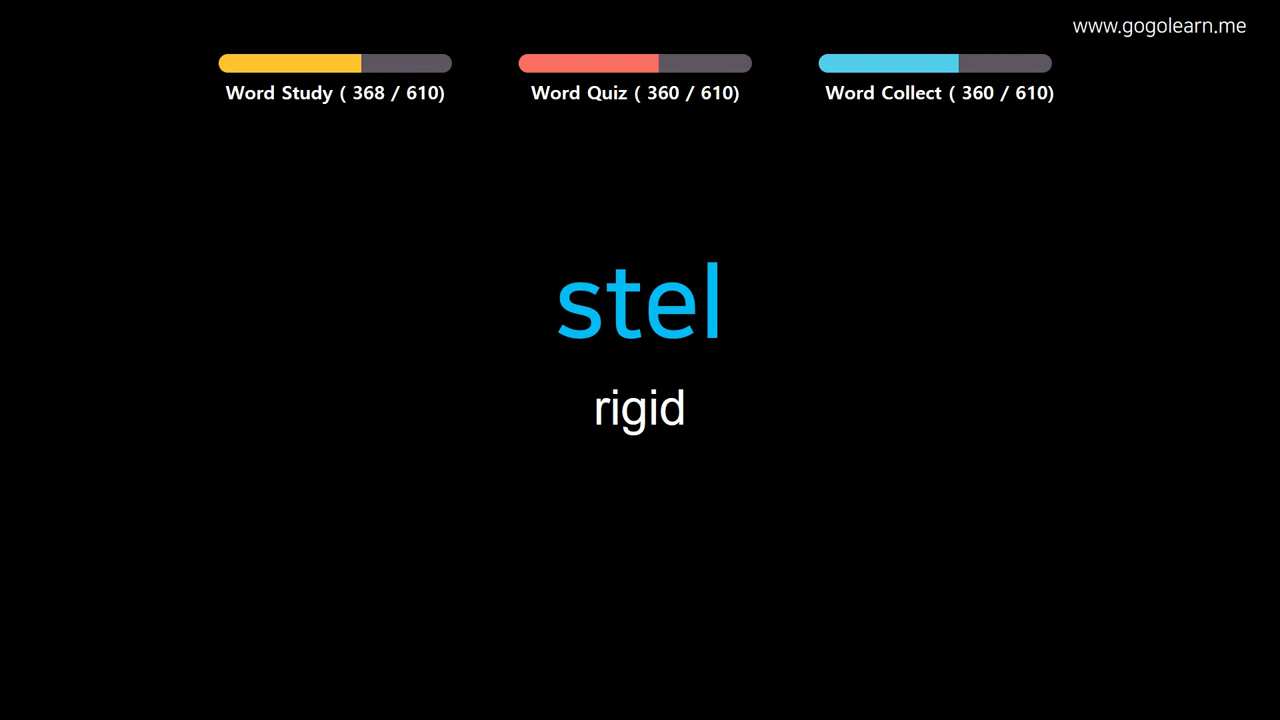 www.gogolearn.me
Word Study ( 368 / 610)
Word Quiz ( 360 / 610)
Word Collect ( 360 / 610)
stel
rigid